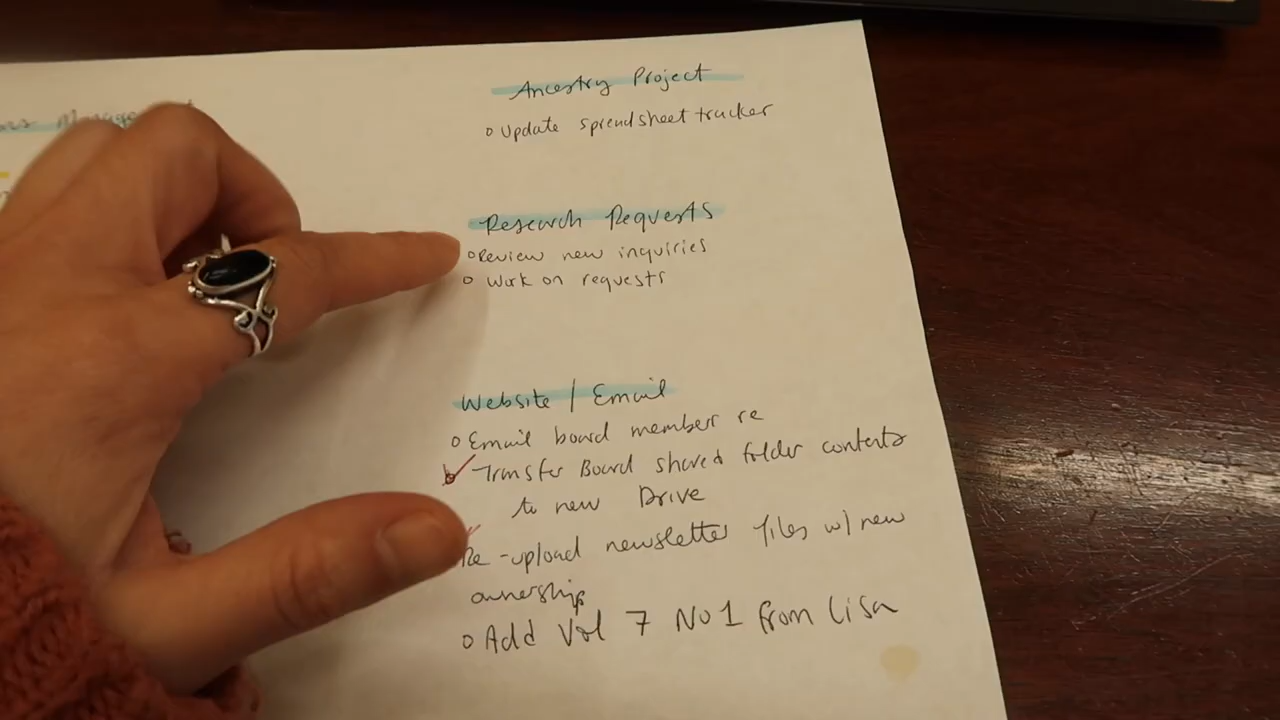 Ancestry Project
Update spreadsheet tracker
Research Requests
Review new inquiries
Work on requests
Website / Email
Email board members re
Transfer Board shared folder contents
to new Drive
Re-upload newsletter files w/ new
ownership
Add Vol 7 No 1 from Lisa